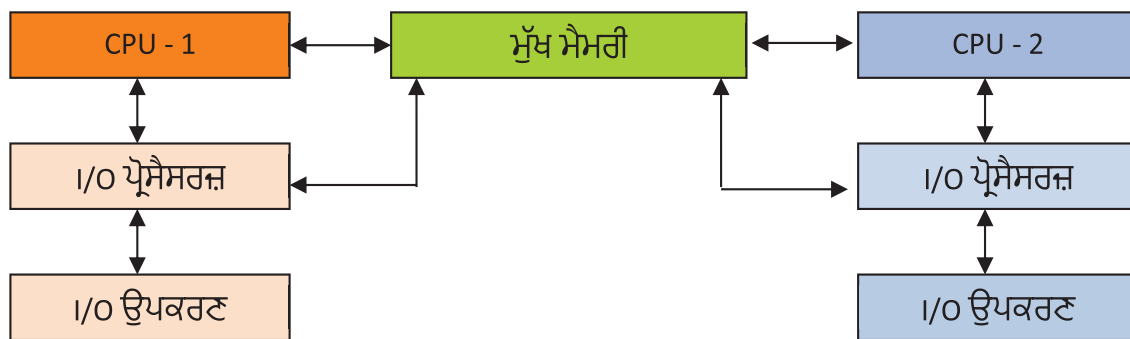 CPU - 1
ਮੁੱਖ ਮੈਮਰੀ
CPU - 2
I/O ਪ੍ਰੋਸੈਸਰਜ਼
I/O ਪ੍ਰੋਸੈਸਰਜ਼
I/O ਉਪਕਰਣ
I/O ਉਪਕਰਣ